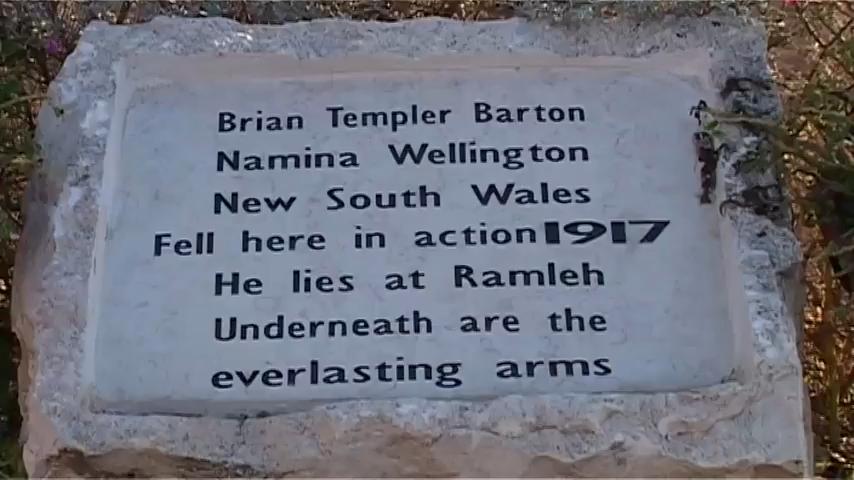 Brian Templer Barton
Namina Wellington
New South Wales
Fell here in action 1917
He lies at Ramleh
Underneath are the
everlasting arms